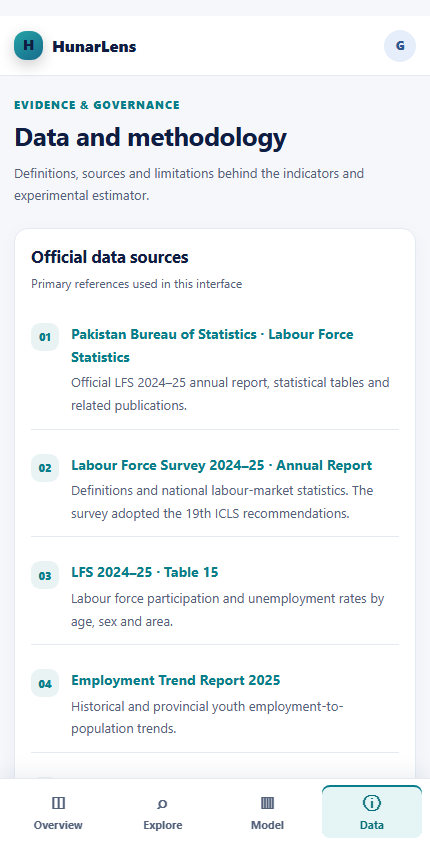 H HunarLens G
EVIDENCE & GOVERNANCE
Data and methodology
Definitions, sources and limitations behind the indicators and
experimental estimator.
Official data sources
Primary references used in this interface
01 Pakistan Bureau of Statistics · Labour Force
Statistics
Official LFS 2024–25 annual report, statistical tables and
related publications.
02 Labour Force Survey 2024–25 · Annual Report
Definitions and national labour-market statistics. The
survey adopted the 19th ICLS recommendations.
03 LFS 2024–25 · Table 15
Labour force participation and unemployment rates by
age, sex and area.
04 Employment Trend Report 2025
Historical and provincial youth employment-to-
population trends.
Overview Explore Model Data